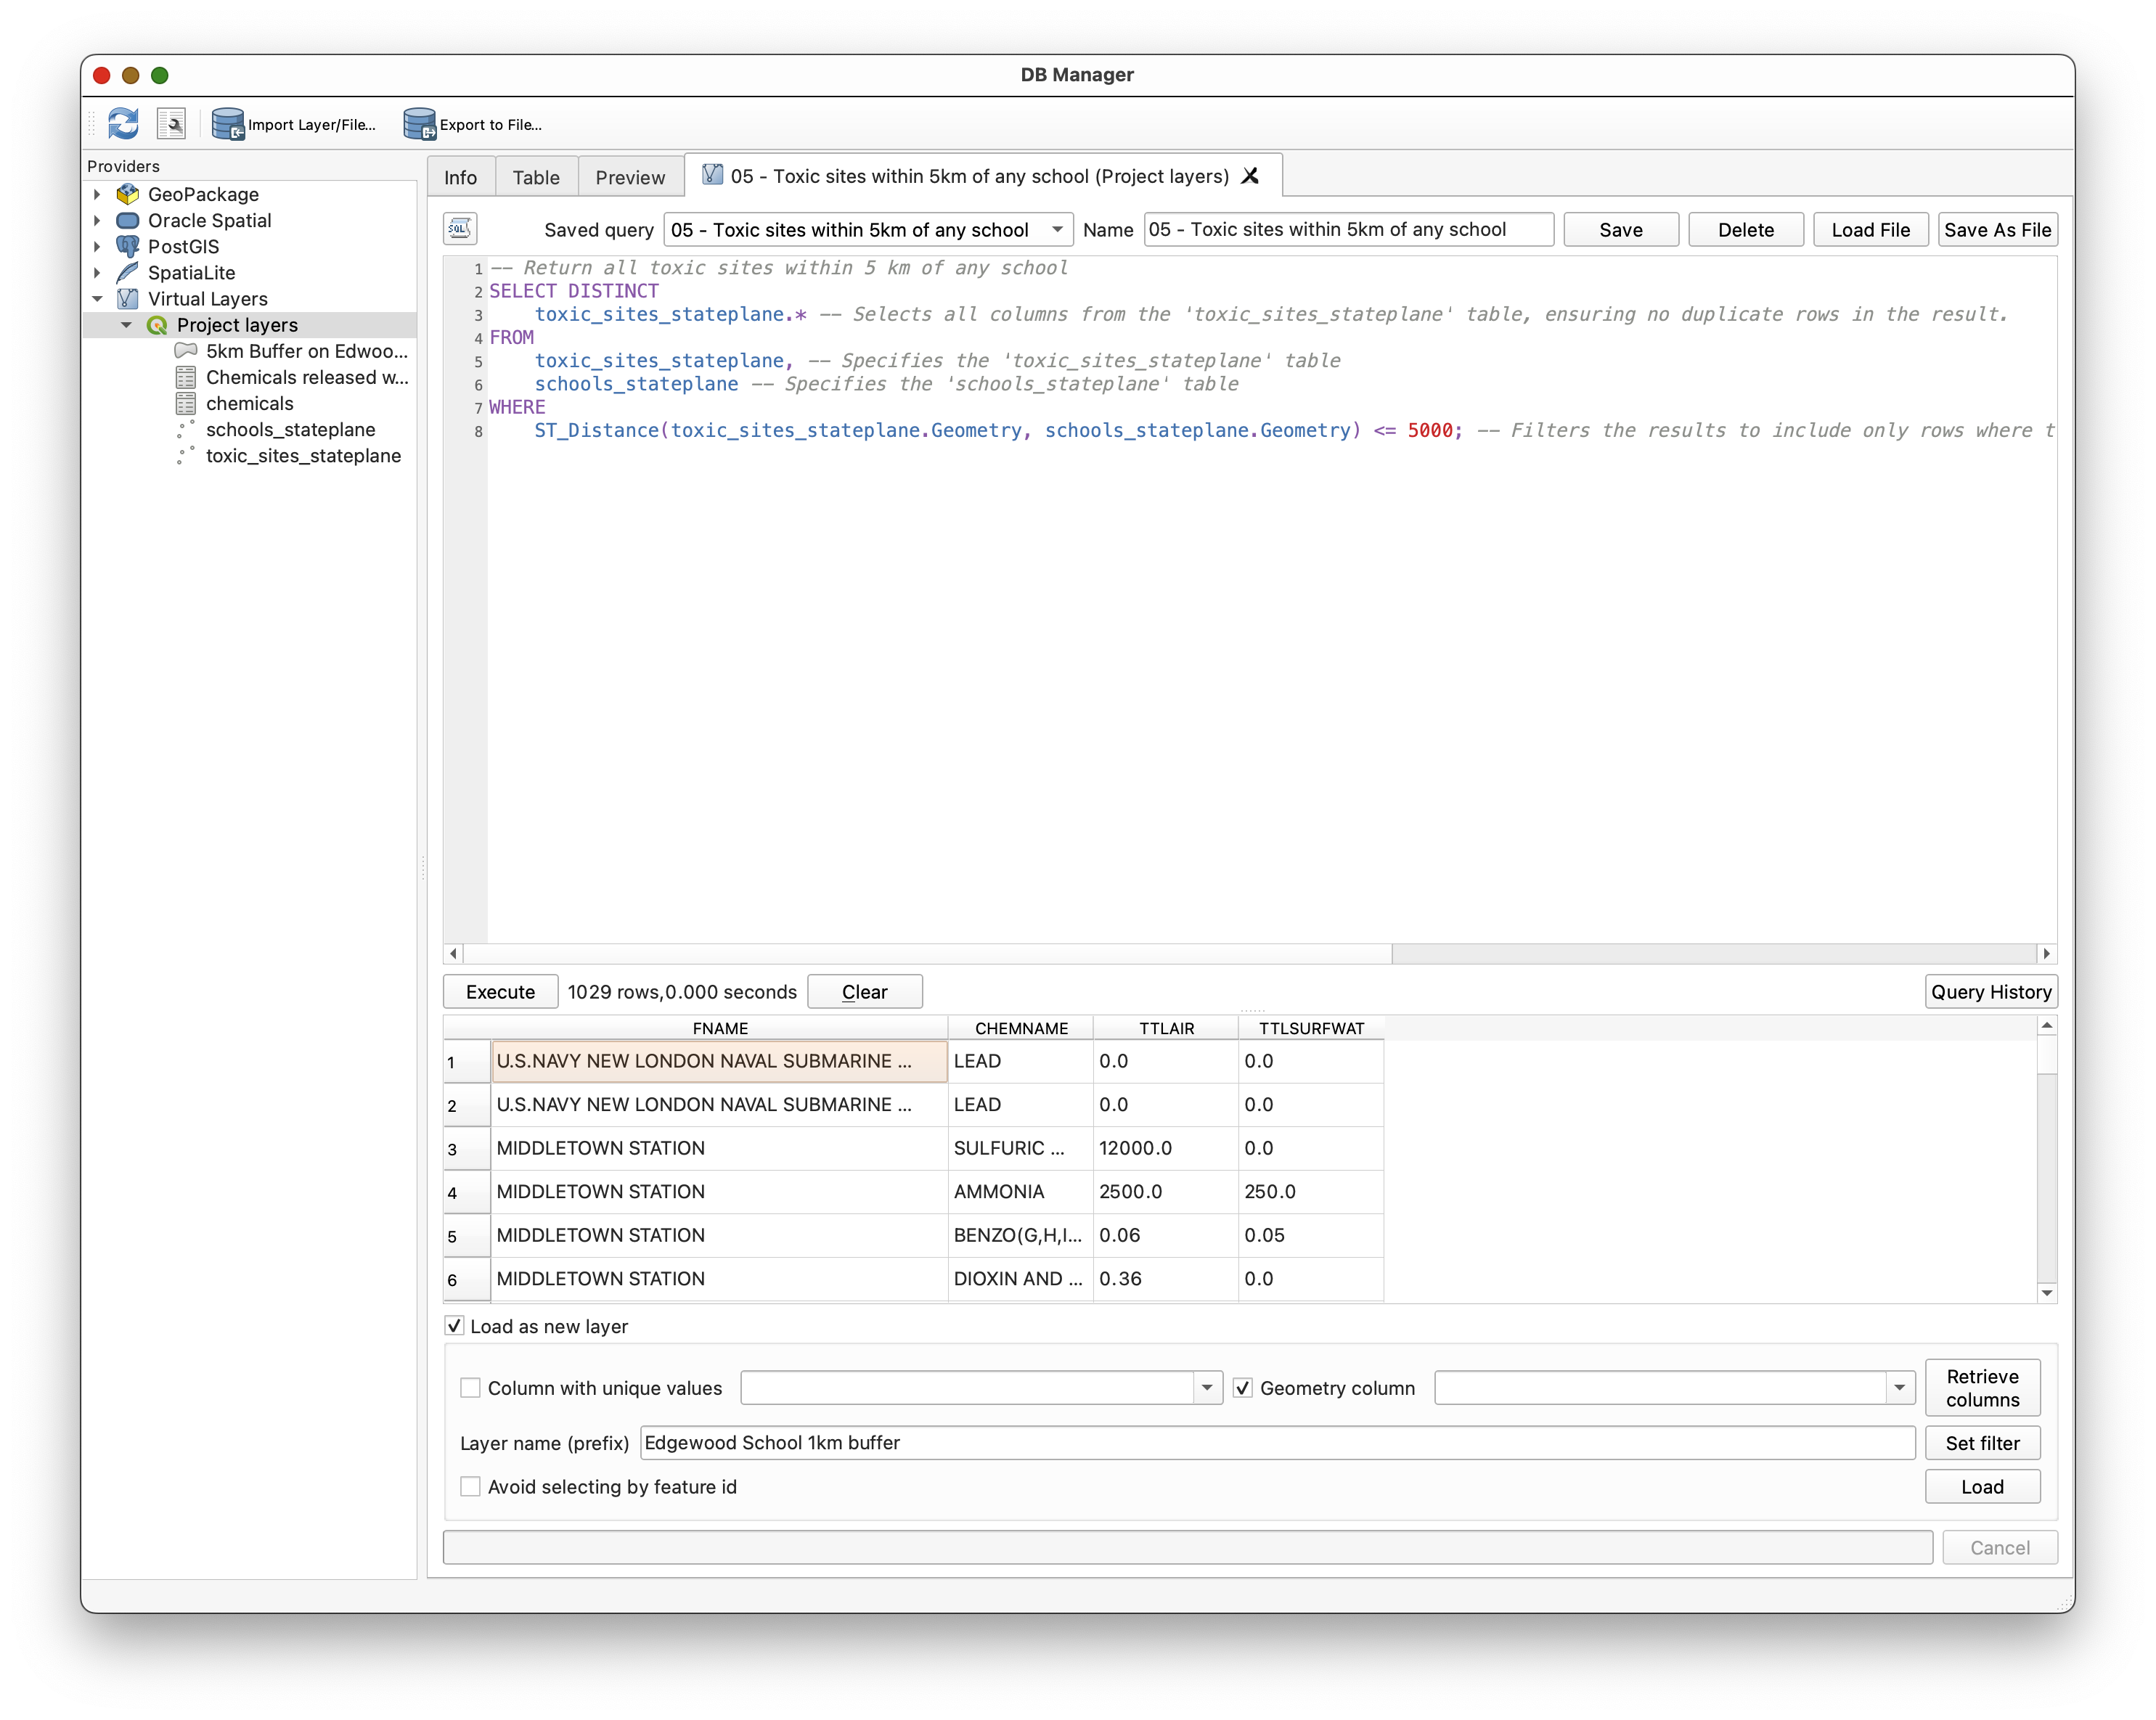 DB Manager
Import Layer/File...
Export to File...
Providers
GeoPackage
Oracle Spatial
PostGIS
SpatiaLite
Virtual Layers
Project layers
5km Buffer on Edwoo...
Chemicals released w...
chemicals
schools_stateplane
toxic_sites_stateplane
Info
Table
Preview
05 - Toxic sites within 5km of any school (Project layers)
SQL
Saved query
05 - Toxic sites within 5km of any school
Name
05 - Toxic sites within 5km of any school
Save
Delete
Load File
Save As File
1 -- Return all toxic sites within 5 km of any school
2 SELECT DISTINCT
3 toxic_sites_stateplane.* -- Selects all columns from the 'toxic_sites_stateplane' table, ensuring no duplicate rows in the result.
4 FROM
5 toxic_sites_stateplane, -- Specifies the 'toxic_sites_stateplane' table
6 schools_stateplane -- Specifies the 'schools_stateplane' table
7 WHERE
8 ST_Distance(toxic_sites_stateplane.Geometry, schools_stateplane.Geometry) <= 5000; -- Filters the results to include only rows where t
Execute
1029 rows,0.000 seconds
Clear
Query History
FNAME CHEMNAME TTLAIR TTLSURFWAT
1 U.S.NAVY NEW LONDON NAVAL SUBMARINE ... LEAD 0.0 0.0
2 U.S.NAVY NEW LONDON NAVAL SUBMARINE ... LEAD 0.0 0.0
3 MIDDLETOWN STATION SULFURIC ... 12000.0 0.0
4 MIDDLETOWN STATION AMMONIA 2500.0 250.0
5 MIDDLETOWN STATION BENZO(G,H,I... 0.06 0.05
6 MIDDLETOWN STATION DIOXIN AND ... 0.36 0.0
Load as new layer
Column with unique values
Geometry column
Retrieve
columns
Layer name (prefix)
Edgewood School 1km buffer
Set filter
Avoid selecting by feature id
Load
Cancel